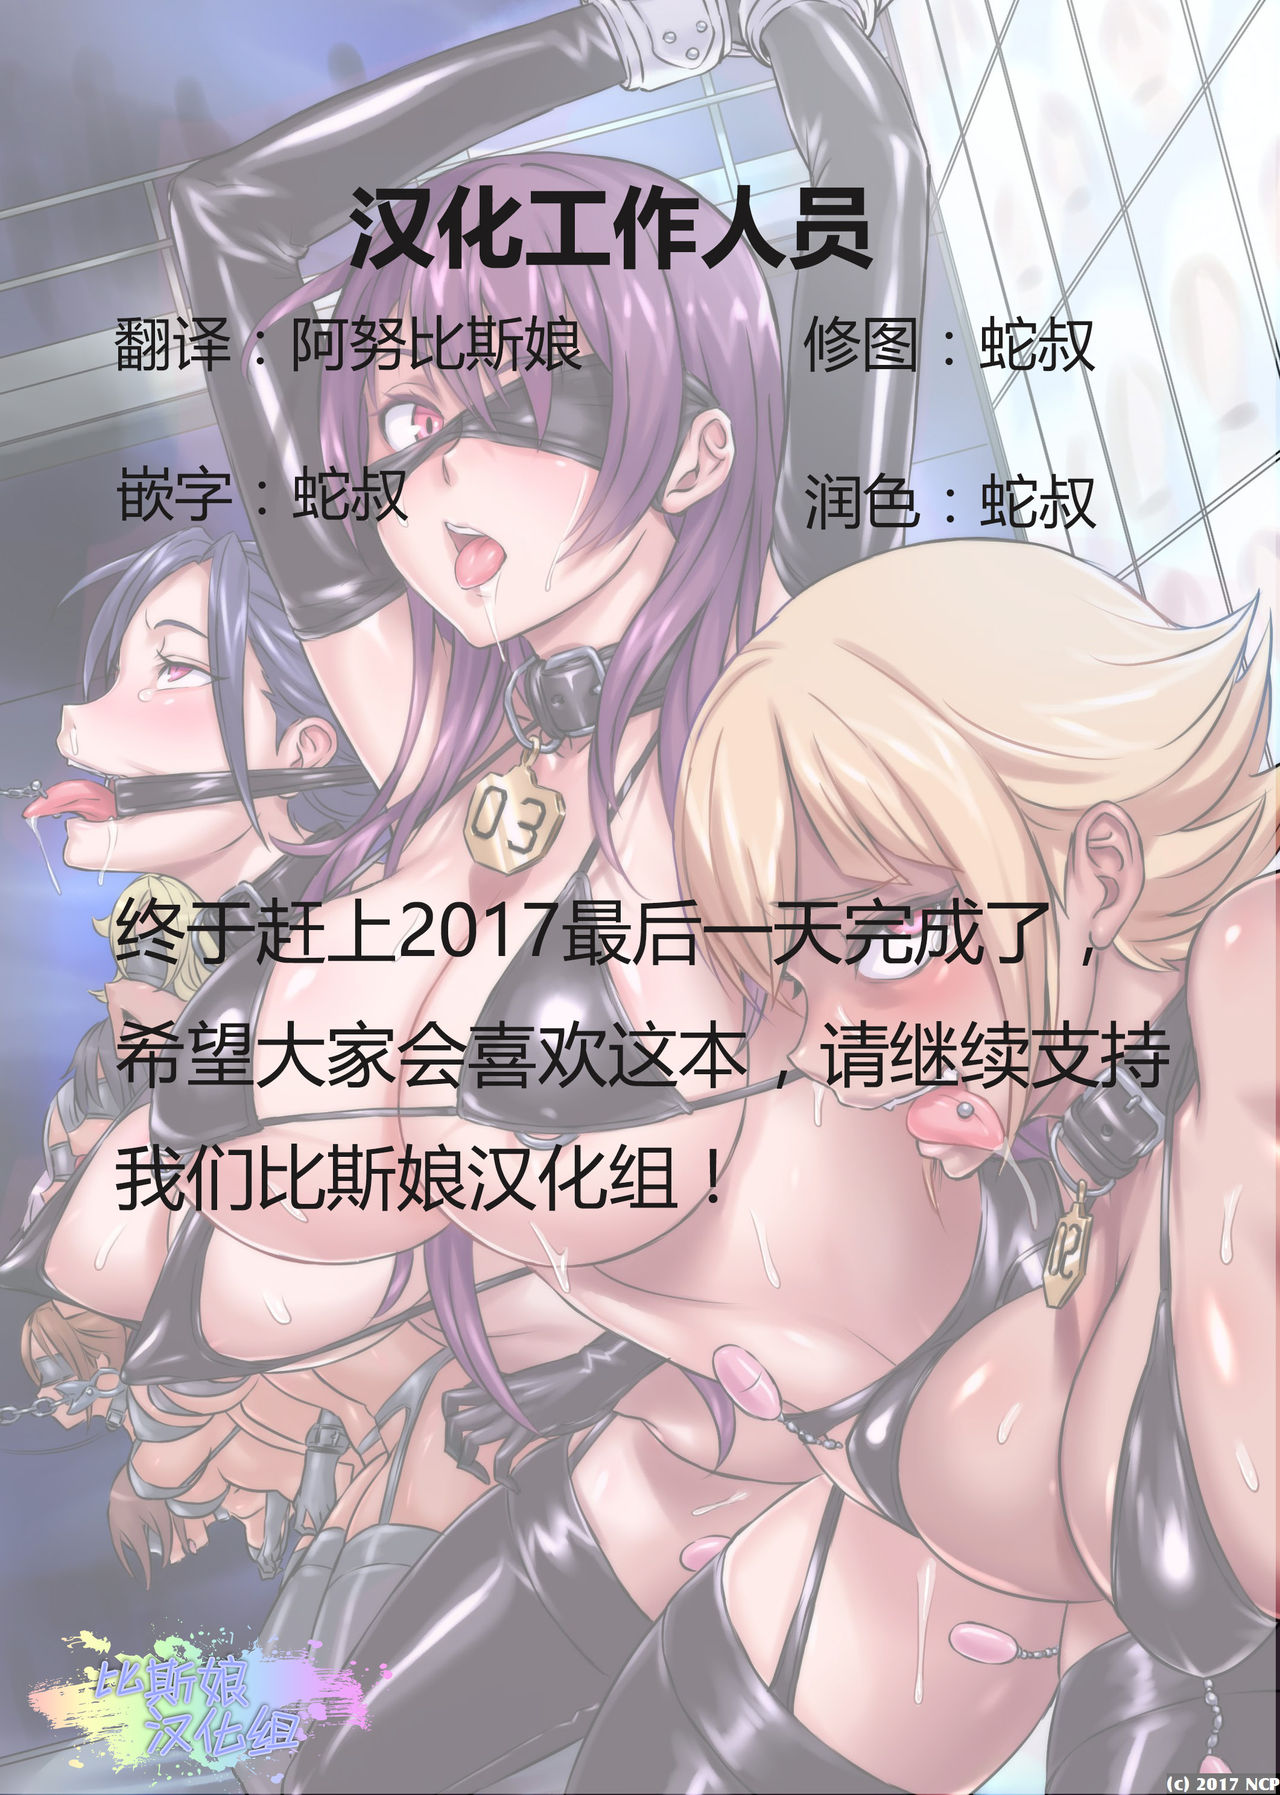 汉化工作人员
翻译：阿努比斯娘 修图：蛇叔
嵌字：蛇叔 润色：蛇叔
03
终于赶上2017最后一天完成了，
希望大家会喜欢这本，请继续支持
我们比斯娘汉化组！
02
比斯娘
汉化组
(c) 2017 NCP